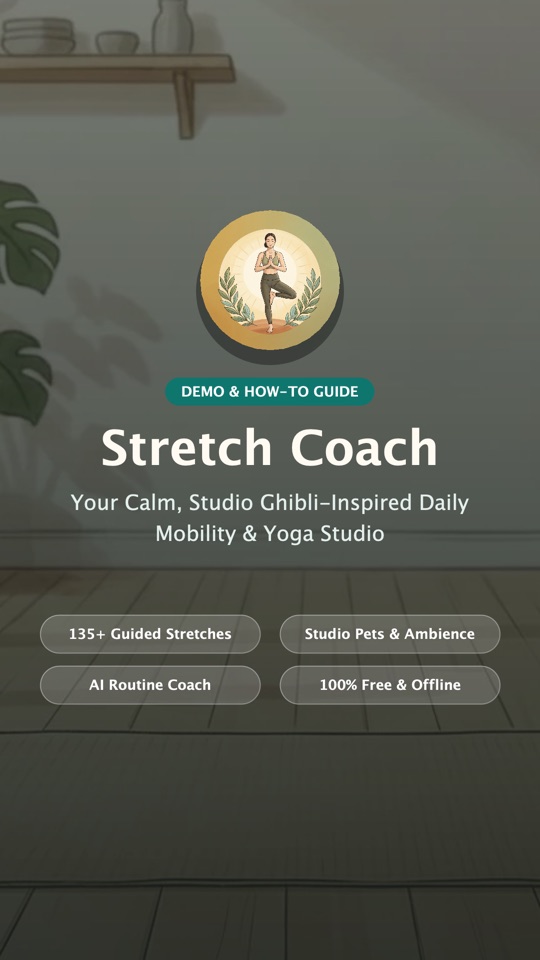 DEMO & HOW-TO GUIDE
Stretch Coach
Your Calm, Studio Ghibli-Inspired Daily
Mobility & Yoga Studio
135+ Guided Stretches
Studio Pets & Ambience
AI Routine Coach
100% Free & Offline